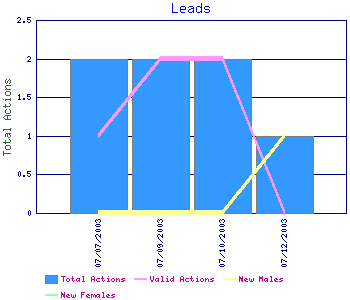 Leads
Total Actions
2.5
2
1.5
1
0.5
0
07/07/2003
07/09/2003
07/10/2003
07/12/2003
Total Actions Valid Actions New Males
New Females